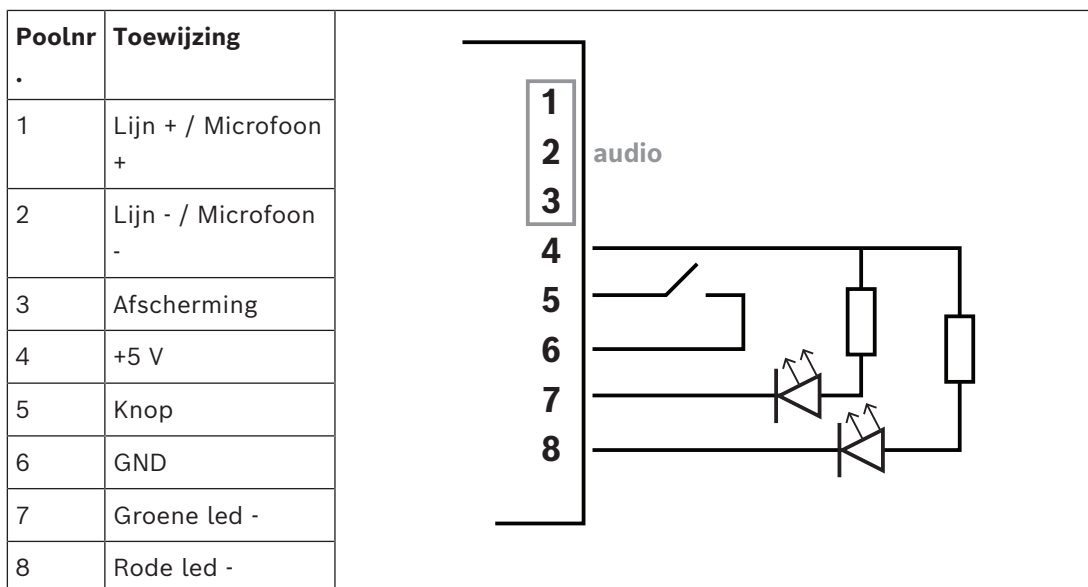 Poolnr Toewijzing
.
1 Lijn + / Microfoon
+
2 Lijn - / Microfoon
-
3 Afscherming
4 +5 V
5 Knop
6 GND
7 Groene led -
8 Rode led -
1
2 audio
3
4
5
6
7
8